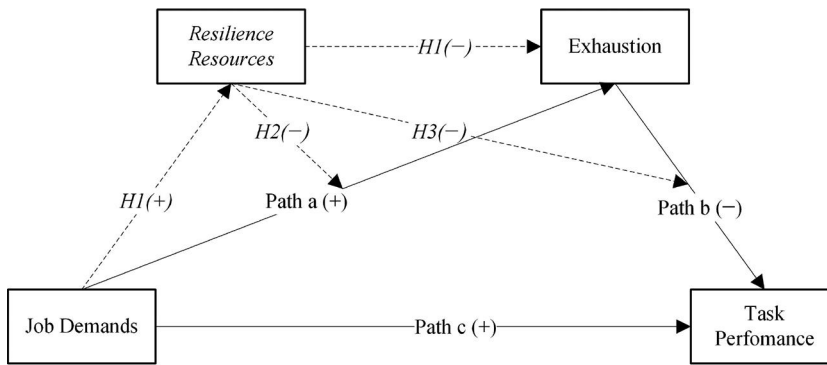 Resilience
Resources
H1(−)
Exhaustion
H2(−)
H3(−)
H1(+)
Path a (+)
Path b (−)
Job Demands
Path c (+)
Task
Perfomance